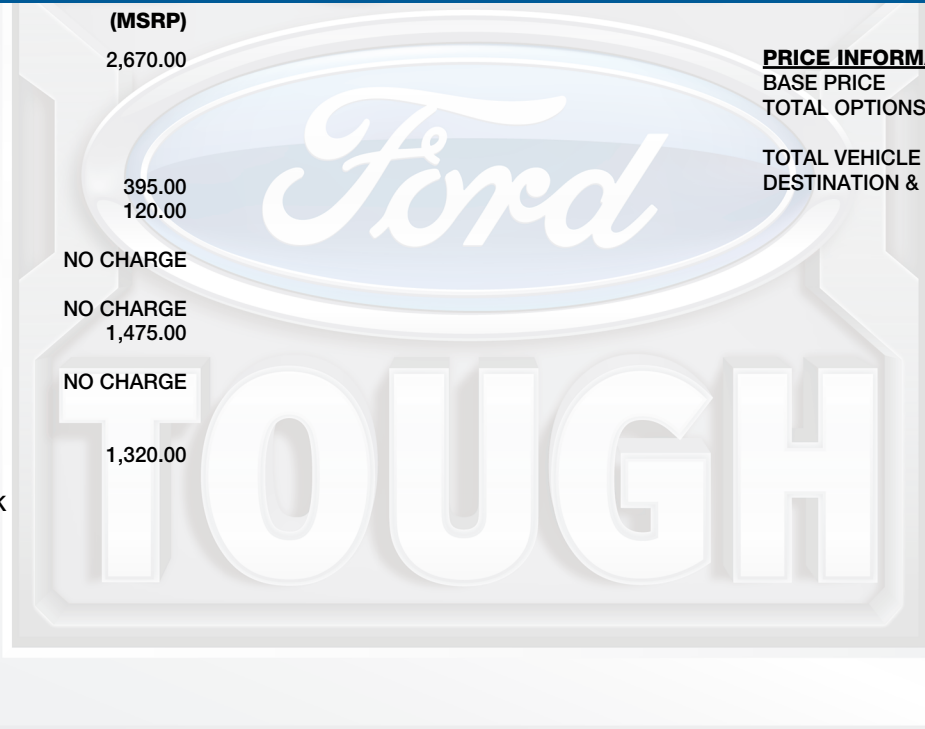 (MSRP)
2,670.00
395.00
120.00
NO CHARGE
NO CHARGE
1,475.00
NO CHARGE
1,320.00
K
PRICE INFORM
BASE PRICE
TOTAL OPTIONS
TOTAL VEHICLE
DESTINATION &
Ford
TOUGH